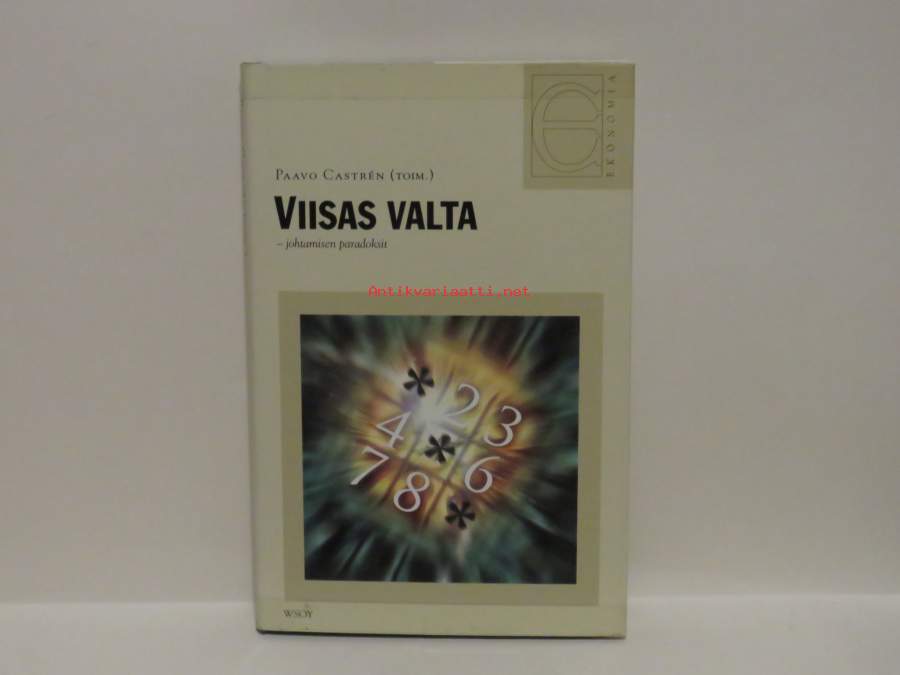 EKONOMIA
PAAVO CASTRÉN (TOIM.)
VIISAS VALTA
– johtamisen paradoksit
Antikvariaatti.net
* 2 3
4 * 6
7 8 *
WSOY